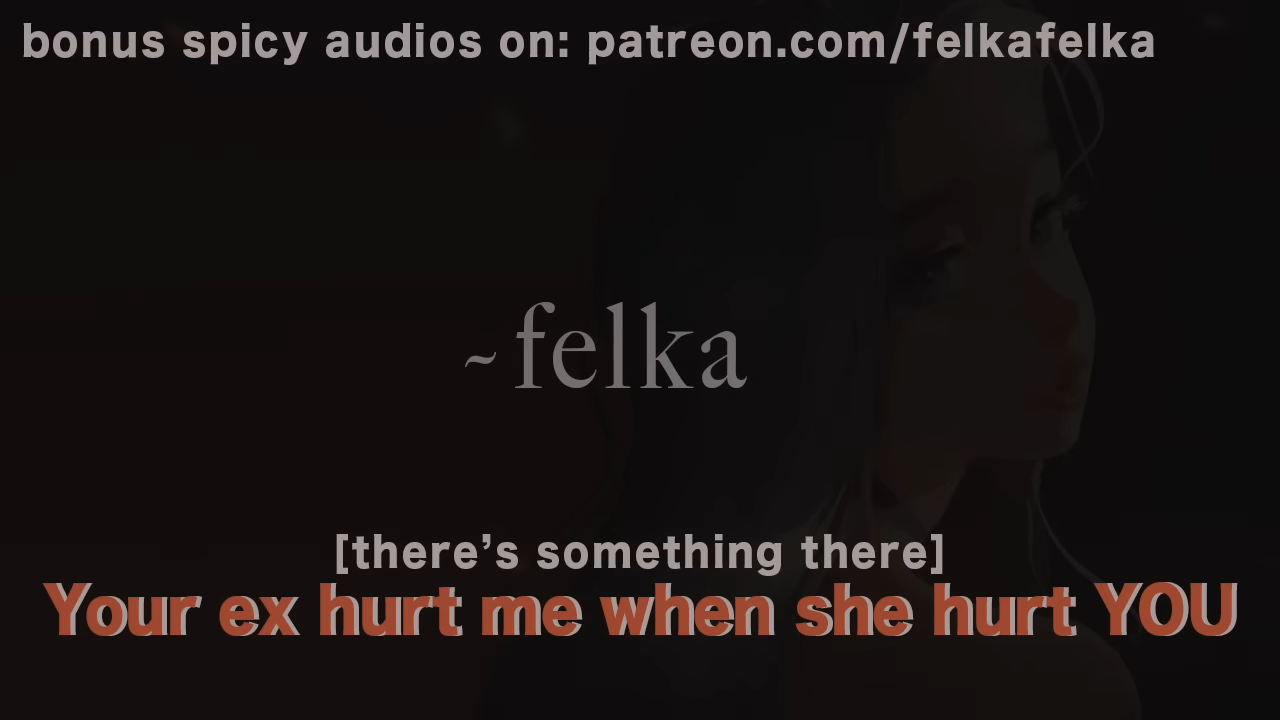 bonus spicy audios on: patreon.com/felkafelka
~felka
[there's something there]
Your ex hurt me when she hurt YOU